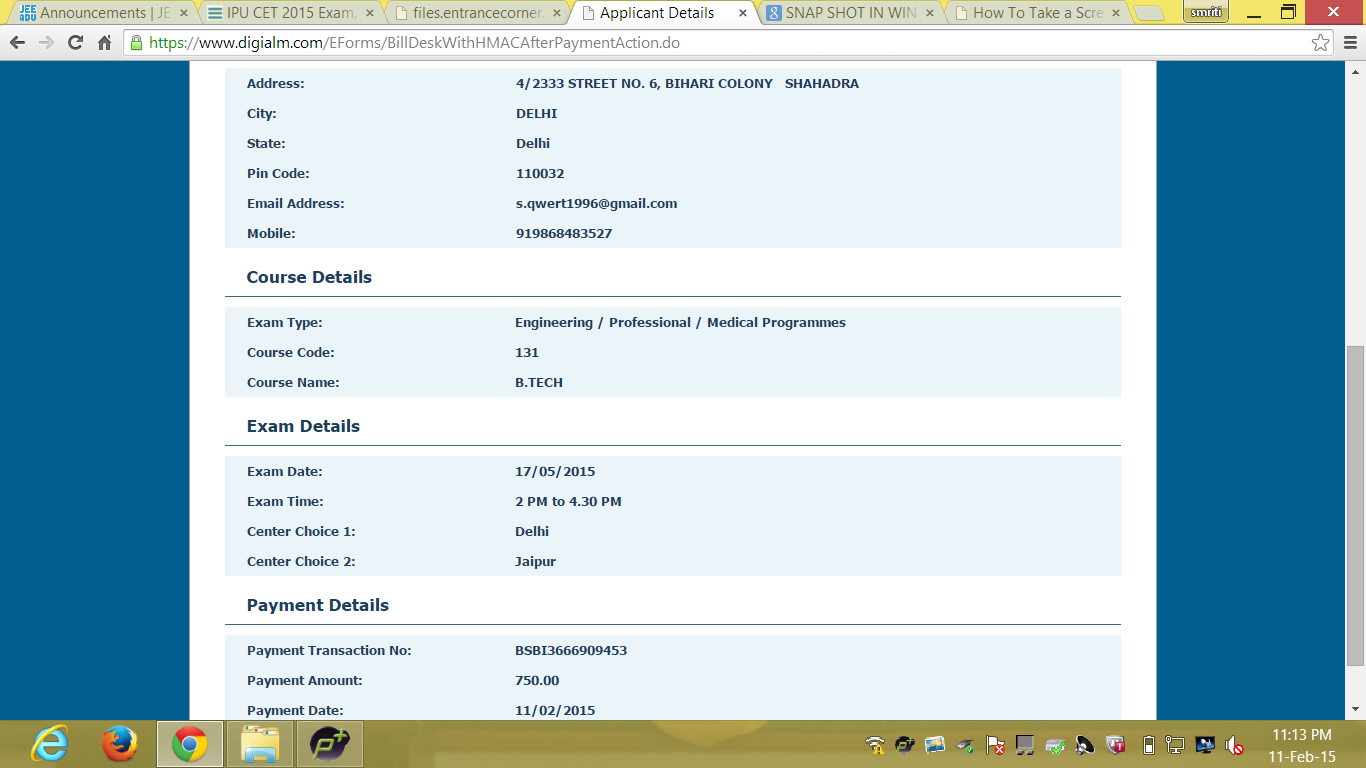 Announcements | JE
IPU CET 2015 Exam,
files.entrancecorner.
Applicant Details
SNAP SHOT IN WIN
How To Take a Scre
smriti
https://www.digialm.com/EForms/BillDeskWithHMACAfterPaymentAction.do
Address: 4/2333 STREET NO. 6, BIHARI COLONY SHAHADRA
City: DELHI
State: Delhi
Pin Code: 110032
Email Address: s.qwert1996@gmail.com
Mobile: 919868483527
Course Details
Exam Type: Engineering / Professional / Medical Programmes
Course Code: 131
Course Name: B.TECH
Exam Details
Exam Date: 17/05/2015
Exam Time: 2 PM to 4.30 PM
Center Choice 1: Delhi
Center Choice 2: Jaipur
Payment Details
Payment Transaction No: BSBI3666909453
Payment Amount: 750.00
Payment Date: 11/02/2015
11:13 PM
11-Feb-15